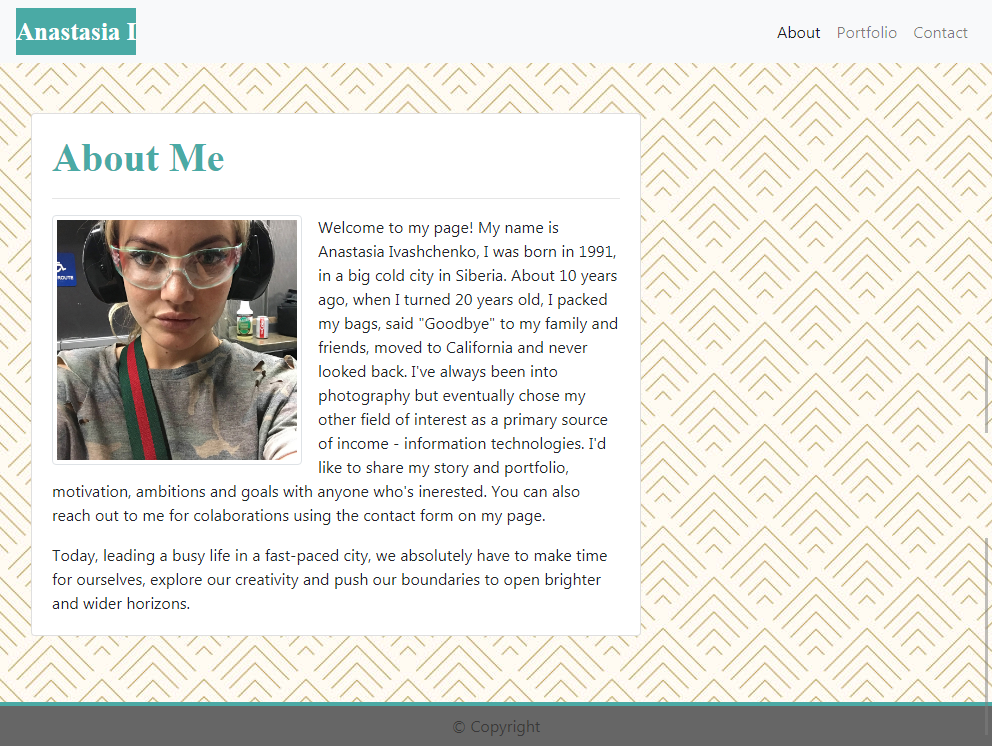 Anastasia I
About Portfolio Contact
About Me
Welcome to my page! My name is
Anastasia Ivashchenko, I was born in 1991,
in a big cold city in Siberia. About 10 years
ago, when I turned 20 years old, I packed
my bags, said "Goodbye" to my family and
friends, moved to California and never
looked back. I've always been into
photography but eventually chose my
other field of interest as a primary source
of income - information technologies. I'd
like to share my story and portfolio,
motivation, ambitions and goals with anyone who's inerested. You can also
reach out to me for colaborations using the contact form on my page.
Today, leading a busy life in a fast-paced city, we absolutely have to make time
for ourselves, explore our creativity and push our boundaries to open brighter
and wider horizons.
© Copyright